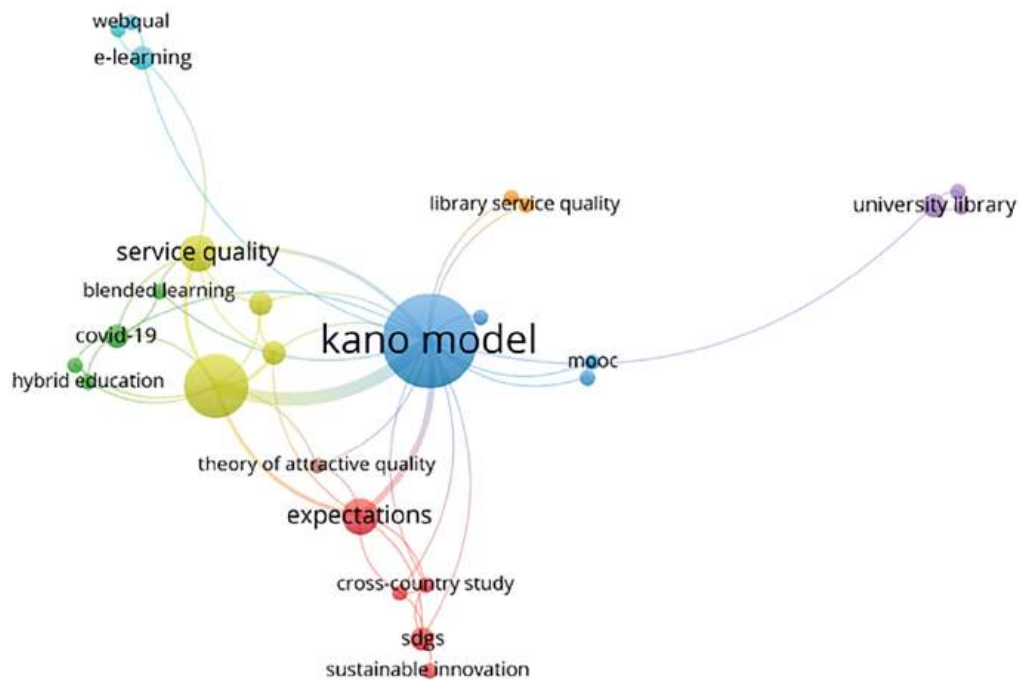 webqual
e-learning
library service quality
university library
service quality
blended learning
covid-19
kano model
mooc
hybrid education
theory of attractive quality
expectations
cross-country study
sdgs
sustainable innovation